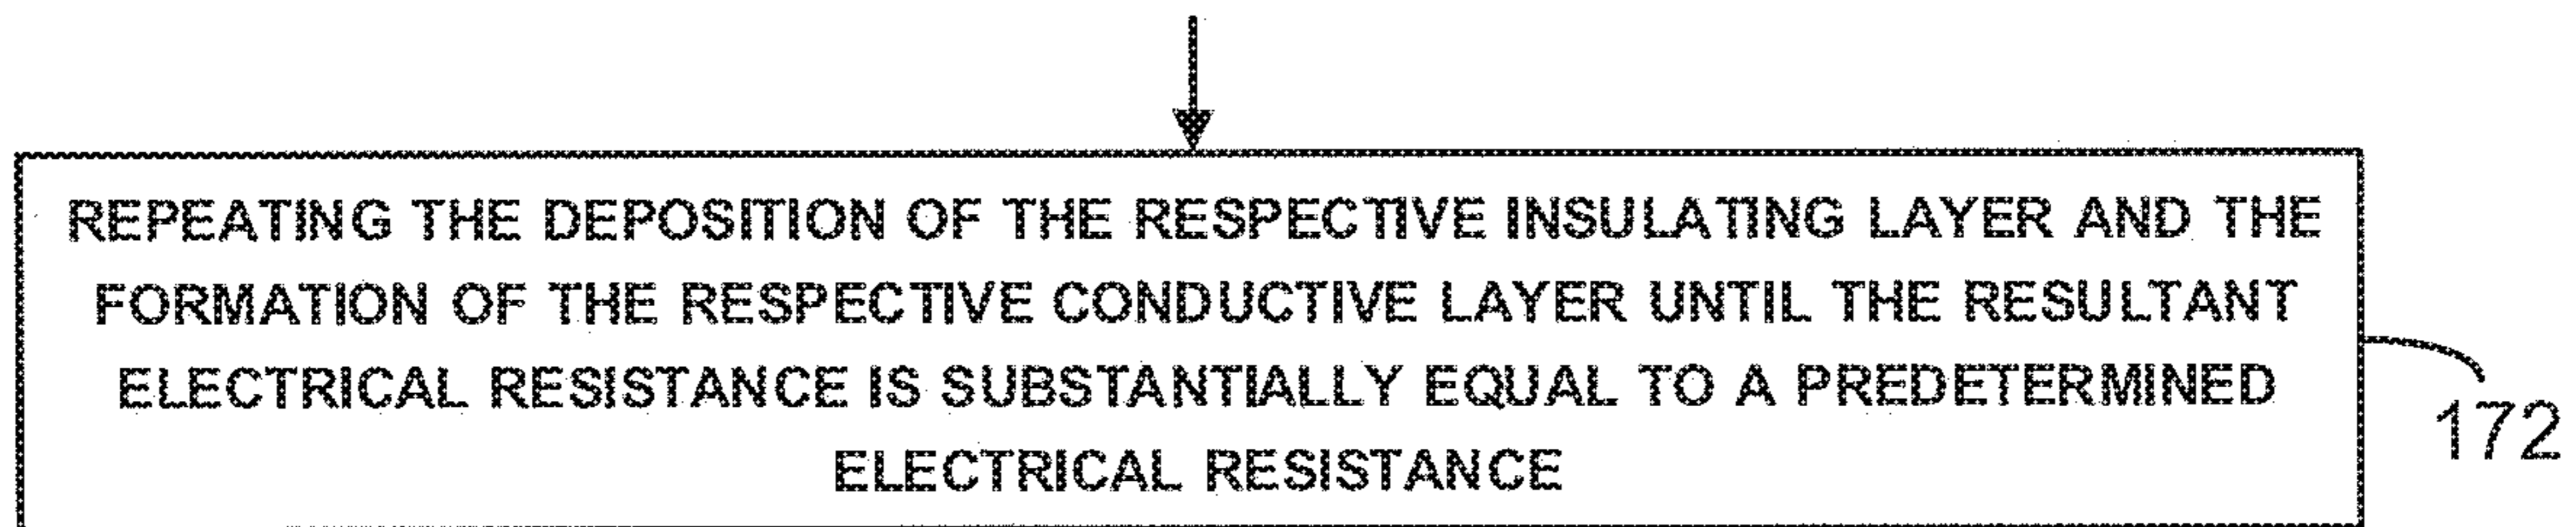 REPEATING THE DEPOSITION OF THE RESPECTIVE INSULATING LAYER AND THE
FORMATION OF THE RESPECTIVE CONDUCTIVE LAYER UNTIL THE RESULTANT
ELECTRICAL RESISTANCE IS SUBSTANTIALLY EQUAL TO A PREDETERMINED
ELECTRICAL RESISTANCE
172